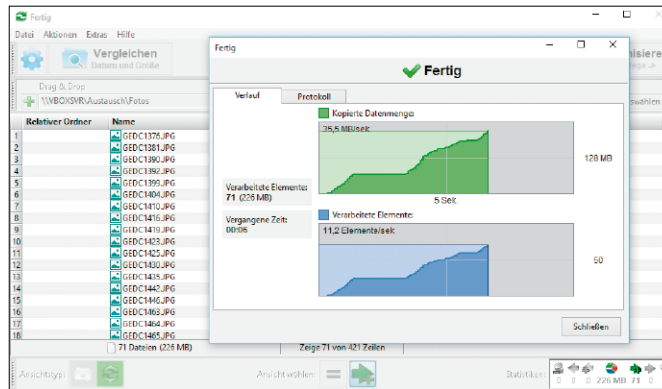 Fertig
Datei Aktionen Extras Hilfe
Vergleichen
Datum und Größe
Drag & Drop
\\VBOXSVR\Austausch\Fotos
Relativer Ordner Name
1 GEDC1376.JPG
2 GEDC1381.JPG
3 GEDC1390.JPG
4 GEDC1392.JPG
5 GEDC1399.JPG
6 GEDC1404.JPG
7 GEDC1410.JPG
8 GEDC1416.JPG
9 GEDC1419.JPG
10 GEDC1423.JPG
11 GEDC1425.JPG
12 GEDC1430.JPG
13 GEDC1435.JPG
14 GEDC1442.JPG
15 GEDC1446.JPG
16 GEDC1463.JPG
17 GEDC1464.JPG
18 GEDC1465.JPG
71 Dateien (226 MB) Zeige 71 von 421 Zeilen
Ansichtstyp: Ansicht wählen: Statistiken:
0 0 0 226 MB 71 0
Fertig
Fertig
Verlauf Protokoll
Kopierte Datenmenge:
35,5 MB/sek
128 MB
5 Sek.
Verarbeitete Elemente:
71 (226 MB)
Vergangene Zeit:
00:06
Verarbeitete Elemente:
11,2 Elemente/sek
50
Schließen